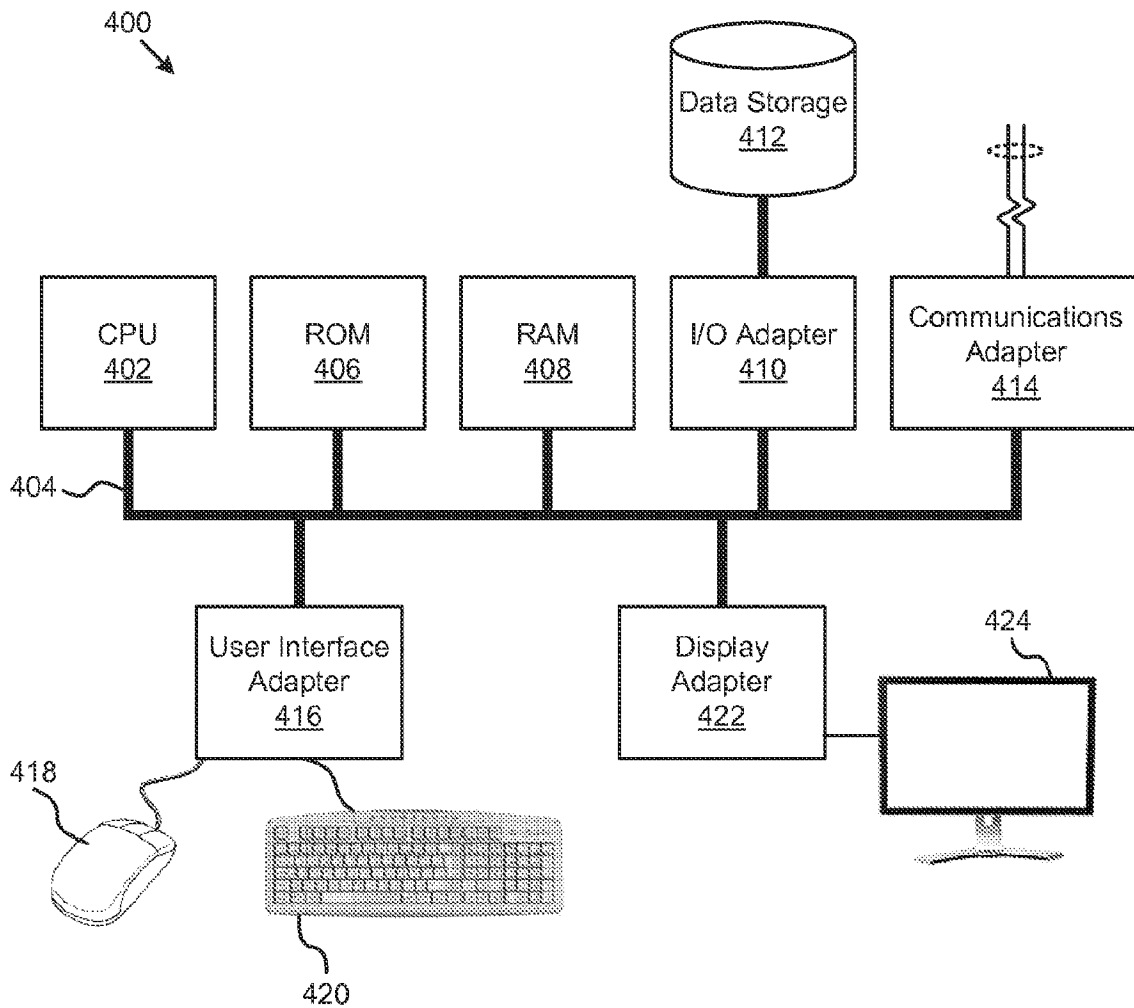 400
Data Storage
412
CPU
402
ROM
406
RAM
408
I/O Adapter
410
Communications
Adapter
414
404
User Interface
Adapter
416
Display
Adapter
422
424
418
420